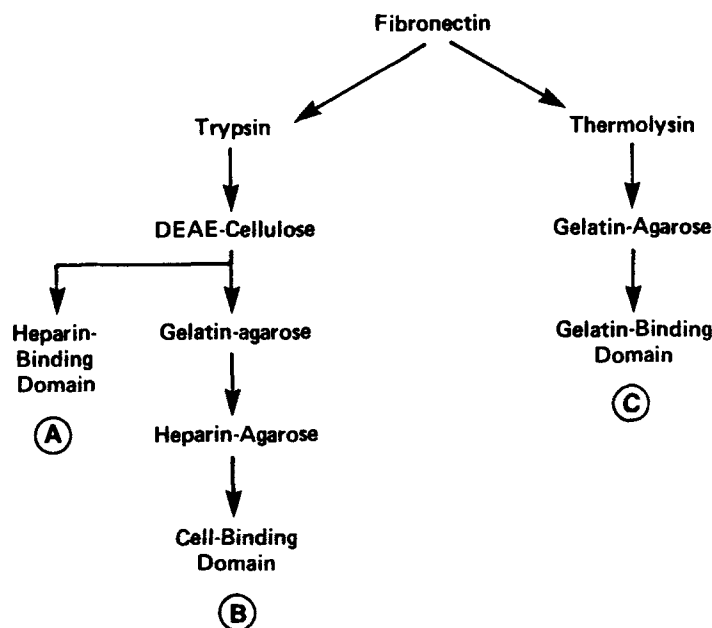 Fibronectin
Trypsin
Thermolysin
DEAE-Cellulose
Gelatin-Agarose
Heparin-
Binding
Domain
Gelatin-agarose
Gelatin-Binding
Domain
A
C
Heparin-Agarose
Cell-Binding
Domain
B